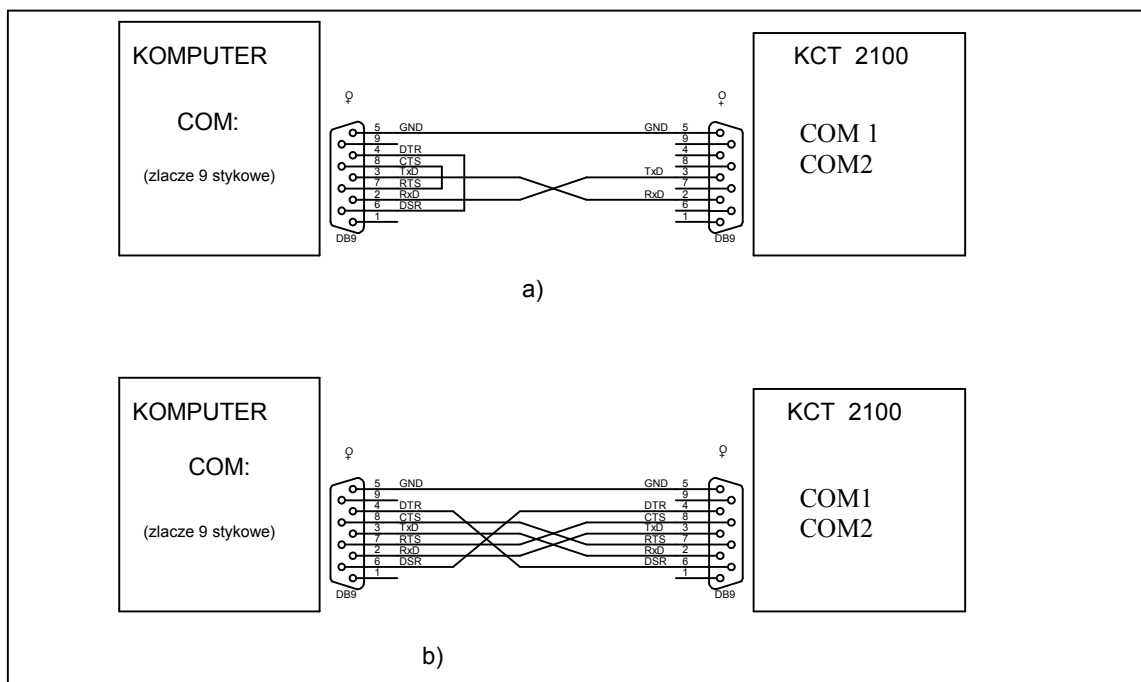 KOMPUTER
COM:
(zlacze 9 stykowe)
5 GND
9
4 DTR
8 CTS
3 TxD
7 RTS
2 RxD
6 DSR
1
DB9
GND 5
9
4
8
TxD 3
7
RxD 2
6
1
DB9
KCT 2100
COM 1
COM2
a)
KOMPUTER
COM:
(zlacze 9 stykowe)
5 GND
9
4 DTR
8 CTS
3 TxD
7 RTS
2 RxD
6 DSR
1
DB9
GND 5
9
DTR 4
CTS 8
TxD 3
RTS 7
RxD 2
DSR 6
1
DB9
KCT 2100
COM1
COM2
b)